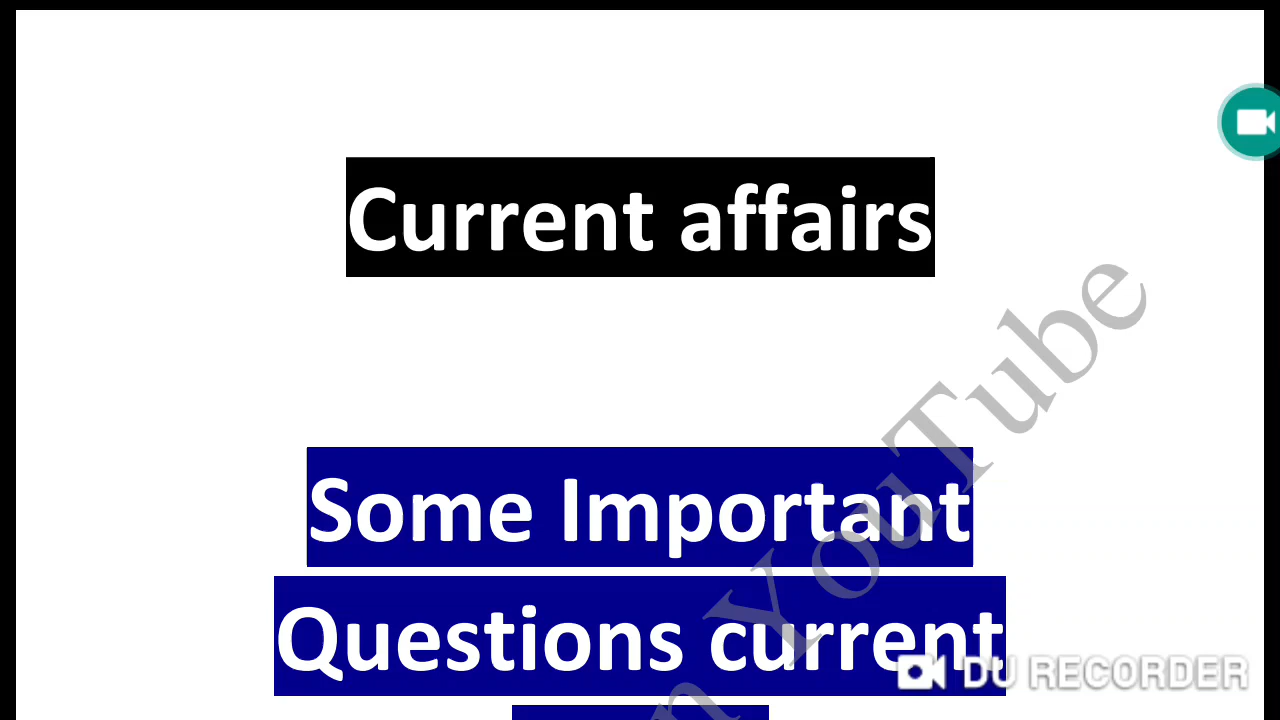 Current affairs
Some Important
Questions current
n YouTube
DU RECORDER